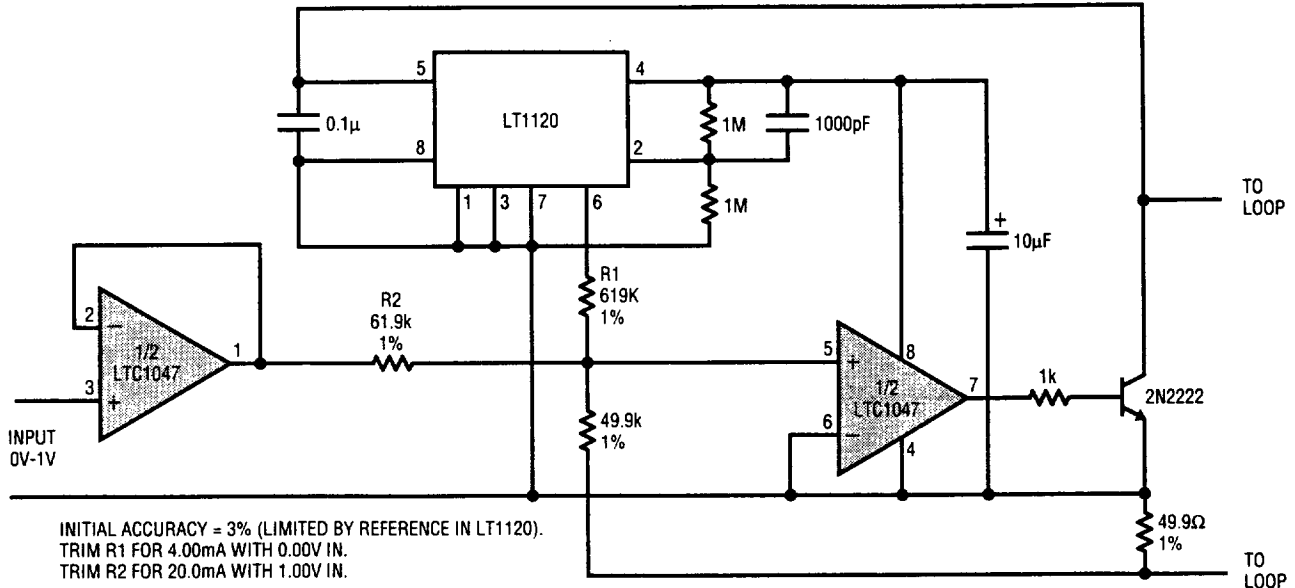 5
4
LT1120
0.1µ
1M
1000pF
8
2
1
3
7
6
1M
TO
LOOP
+
10µF
R1
619K
1%
R2
61.9k
1%
2
−
1/2
LTC1047
1
3
+
5
+
8
1/2
LTC1047
7
1k
2N2222
6
−
4
49.9k
1%
INPUT
0V-1V
49.9Ω
1%
INITIAL ACCURACY = 3% (LIMITED BY REFERENCE IN LT1120).
TRIM R1 FOR 4.00mA WITH 0.00V IN.
TRIM R2 FOR 20.0mA WITH 1.00V IN.
TO
LOOP